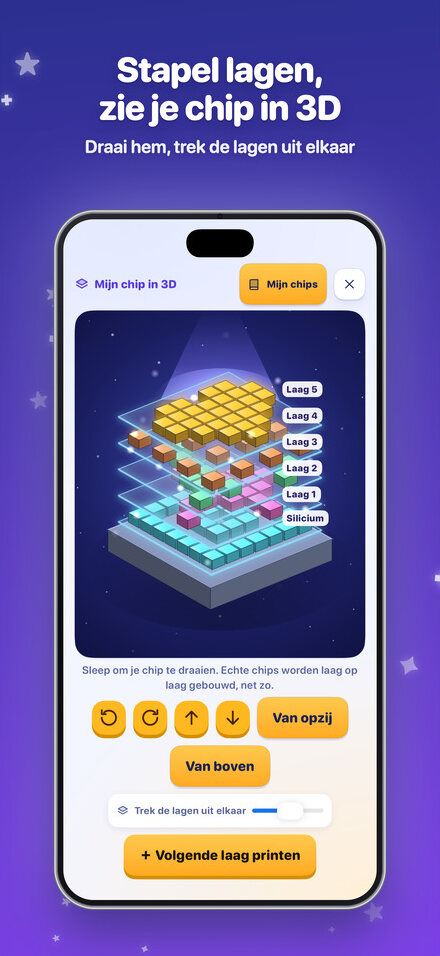 Stapel lagen,
zie je chip in 3D
Draai hem, trek de lagen uit elkaar
Mijn chip in 3D
Mijn chips
Laag 5
Laag 4
Laag 3
Laag 2
Laag 1
Silicium
Sleep om je chip te draaien. Echte chips worden laag op
laag gebouwd, net zo.
Van opzij
Van boven
Trek de lagen uit elkaar
+ Volgende laag printen